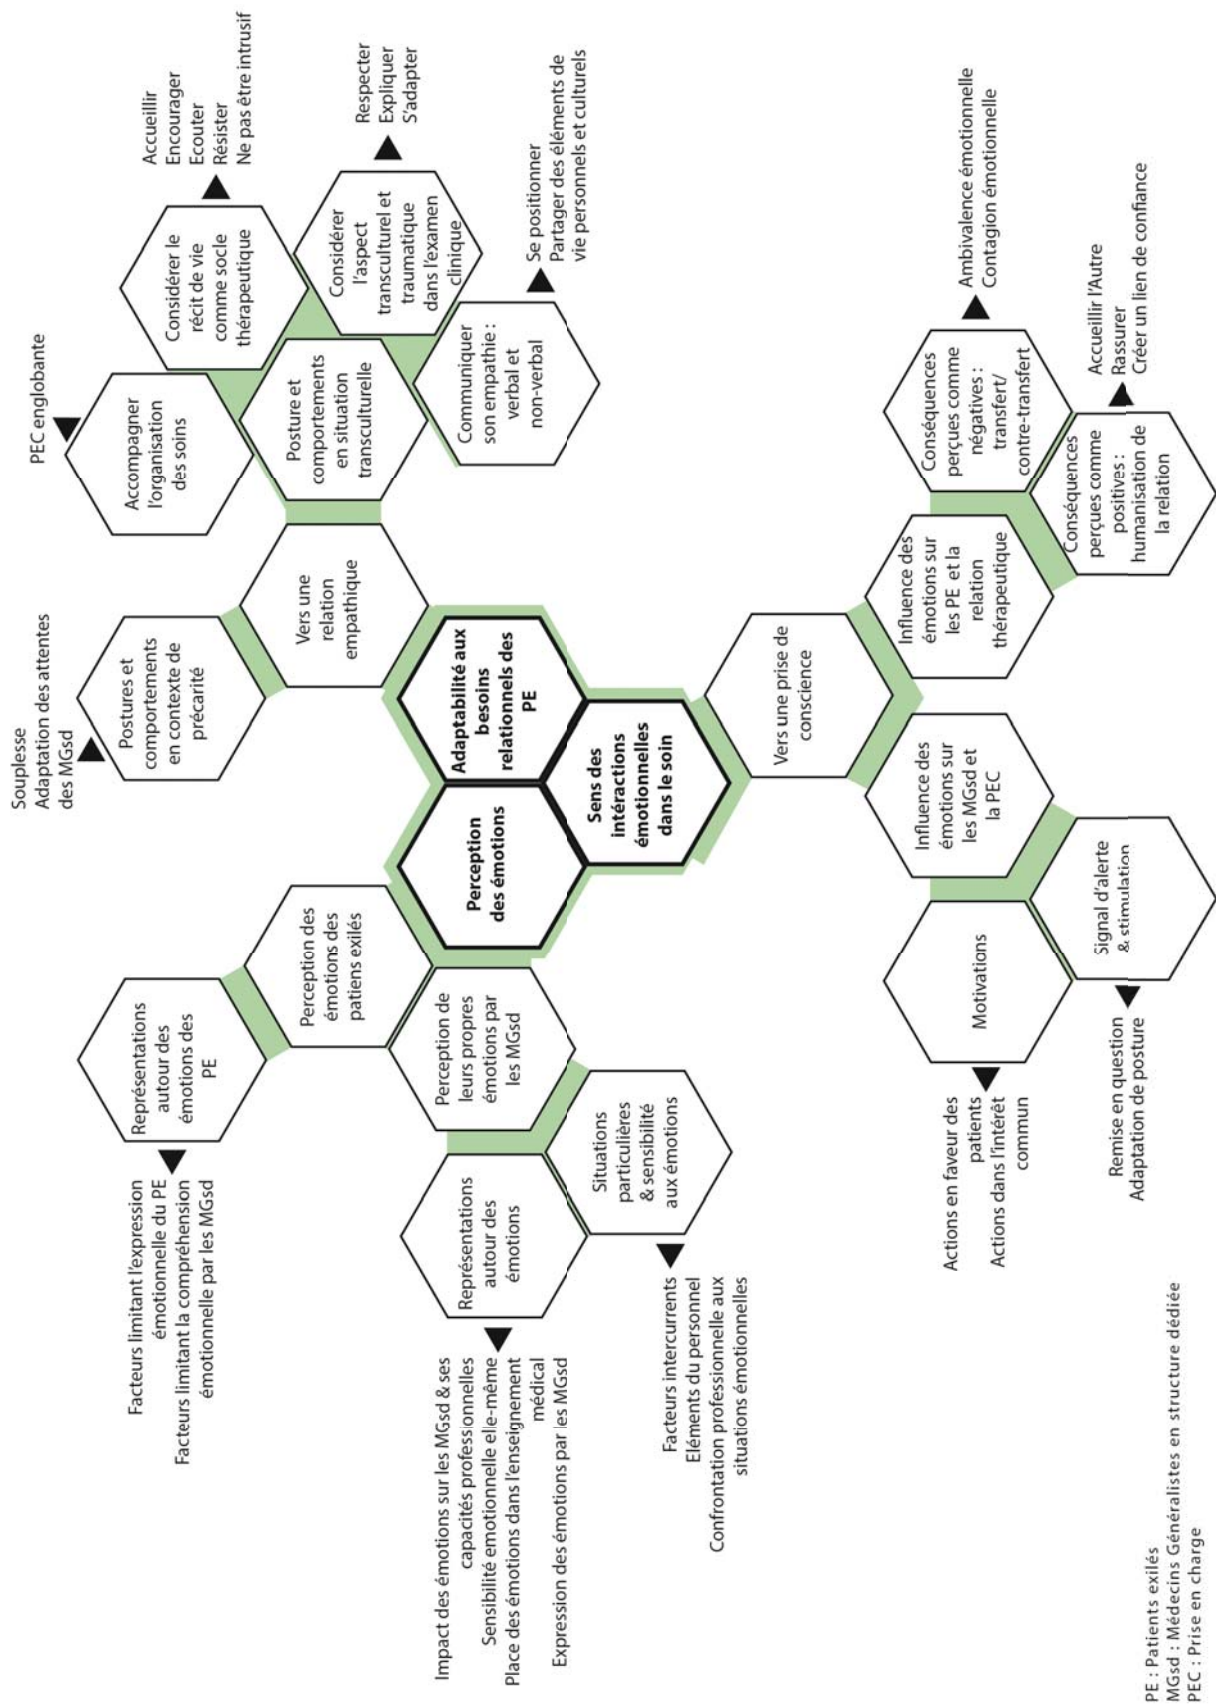 Souplesse
Adaptation des attentes
des MGsd
Postures et
comportements
en contexte de
précarité
Vers une
relation
empathique
PEC englobante
Accompagner
l'organisation
des soins
Accueillir
Encourager
Ecouter
Résister
Ne pas être intrusif
Considérer le
récit de vie
comme socle
thérapeutique
Posture et
comportements
en situation
transculturelle
Respecter
Expliquer
S'adapter
Considérer
l'aspect
transculturel et
traumatique
dans l'examen
clinique
Communiquer
son empathie :
verbal et
non-verbal
Se positionner
Partager des éléments de
vie personnels et culturels
Facteurs limitant l'expression
émotionnelle du PE
Facteurs limitant la compréhension
émotionnelle par les MGsd
Représentations
autour des
émotions des
PE
Perception des
émotions des
patiens exilés
Perception de
leurs propres
émotions par
les MGsd
Représentations
autour des
émotions
Impact des émotions sur les MGsd & ses
capacités professionnelles
Sensibilité emotionnelle elle-même
Place des émotions dans l'enseignement
médical
Expression des émotions par les MGsd
Situations
particulières
& sensibilité
aux émotions
Facteurs intercurrents
Eléments du personnel
Confrontation professionnelle aux
situations émotionnelles
Perception
des émotions
Adaptabilité aux
besoins
relationnels des
PE
Sens des
intéractions
émotionnelles
dans le soin
Vers une prise de
conscience
Influence des
émotions sur
les MGsd et
la PEC
Motivations
Actions en faveur des
patients
Actions dans l'intérêt
commun
Signal d'alerte
& stimulation
Remise en question
Adaptation de posture
Influence des
émotions sur
les PE et la
relation
thérapeutique
Conséquences
perçues comme
négatives :
transfert/
contre-transfert
Ambivalence émotionnelle
Contagion émotionnelle
Conséquences
perçues comme
positives :
humanisation de
la relation
Accueillir l'Autre
Rassurer
Créer un lien de confiance
PE : Patients exilés
MGsd : Médecins Généralistes en structure dédiée
PEC : Prise en charge